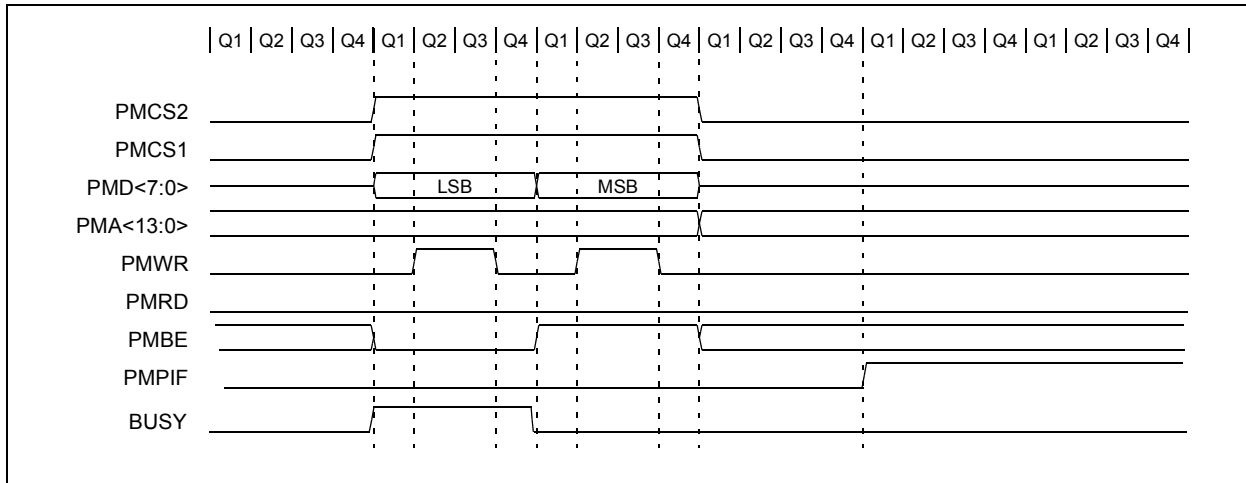 Q1 Q2 Q3 Q4 Q1 Q2 Q3 Q4 Q1 Q2 Q3 Q4 Q1 Q2 Q3 Q4 Q1 Q2 Q3 Q4 Q1 Q2 Q3 Q4
PMCS2
PMCS1
PMD<7:0> LSB MSB
PMA<13:0>
PMWR
PMRD
PMBE
PMPIF
BUSY